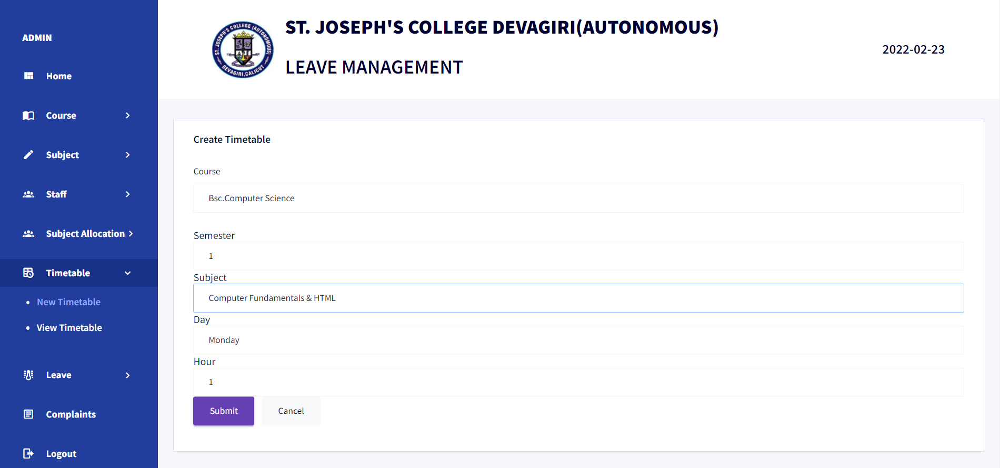 ADMIN
Home
Course
Subject
Staff
Subject Allocation
Timetable
New Timetable
View Timetable
Leave
Complaints
Logout
ST. JOSEPH'S COLLEGE (AUTONOMOUS)
DEVAGIRI,CALICUT
ST. JOSEPH'S COLLEGE DEVAGIRI(AUTONOMOUS)
LEAVE MANAGEMENT
2022-02-23
Create Timetable
Course
Bsc.Computer Science
Semester
1
Subject
Computer Fundamentals & HTML
Day
Monday
Hour
1
Submit
Cancel